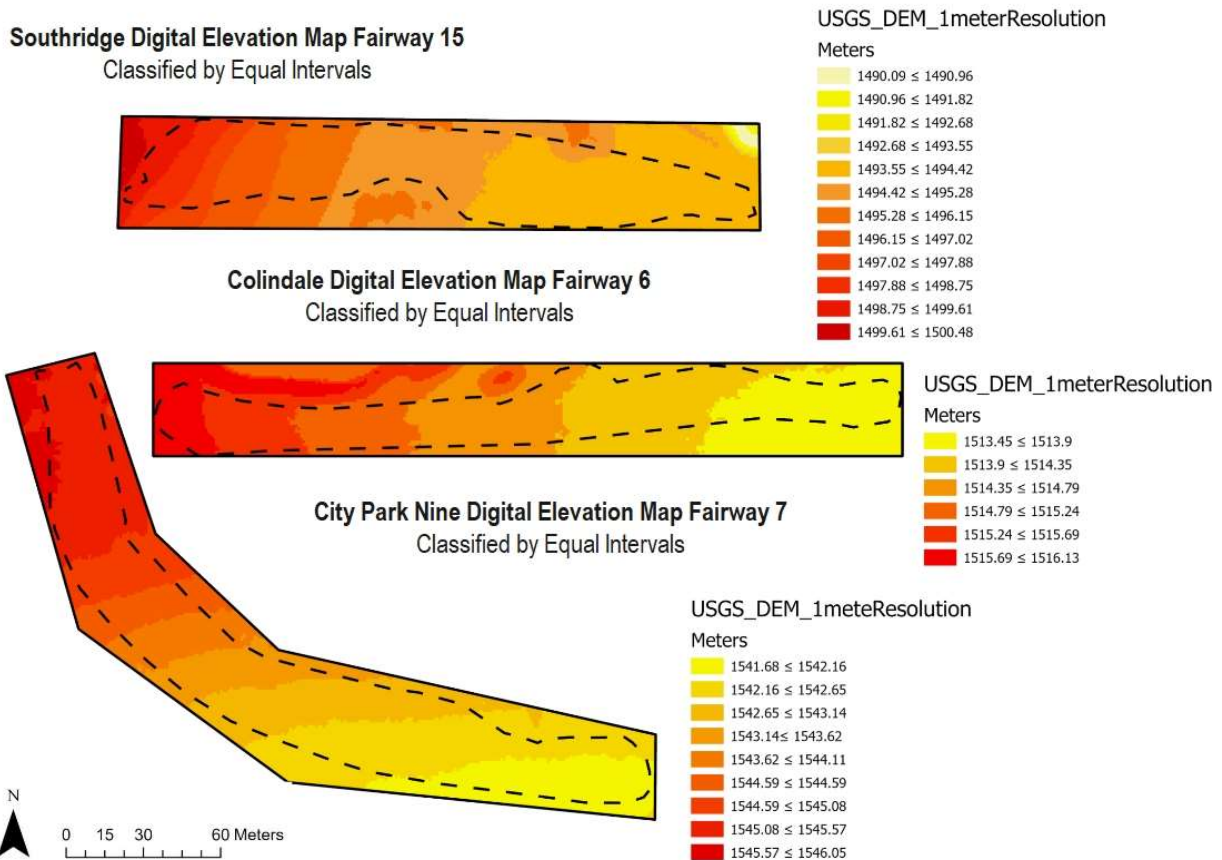 Southridge Digital Elevation Map Fairway 15
Classified by Equal Intervals
USGS_DEM_1meterResolution
Meters
1490.09 ≤ 1490.96
1490.96 ≤ 1491.82
1491.82 ≤ 1492.68
1492.68 ≤ 1493.55
1493.55 ≤ 1494.42
1494.42 ≤ 1495.28
1495.28 ≤ 1496.15
1496.15 ≤ 1497.02
1497.02 ≤ 1497.88
1497.88 ≤ 1498.75
1498.75 ≤ 1499.61
1499.61 ≤ 1500.48
Colindale Digital Elevation Map Fairway 6
Classified by Equal Intervals
USGS_DEM_1meterResolution
Meters
1513.45 ≤ 1513.9
1513.9 ≤ 1514.35
1514.35 ≤ 1514.79
1514.79 ≤ 1515.24
1515.24 ≤ 1515.69
1515.69 ≤ 1516.13
City Park Nine Digital Elevation Map Fairway 7
Classified by Equal Intervals
USGS_DEM_1meteResolution
Meters
1541.68 ≤ 1542.16
1542.16 ≤ 1542.65
1542.65 ≤ 1543.14
1543.14≤ 1543.62
1543.62 ≤ 1544.11
1544.59 ≤ 1544.59
1544.59 ≤ 1545.08
1545.08 ≤ 1545.57
1545.57 ≤ 1546.05
N
0 15 30 60 Meters